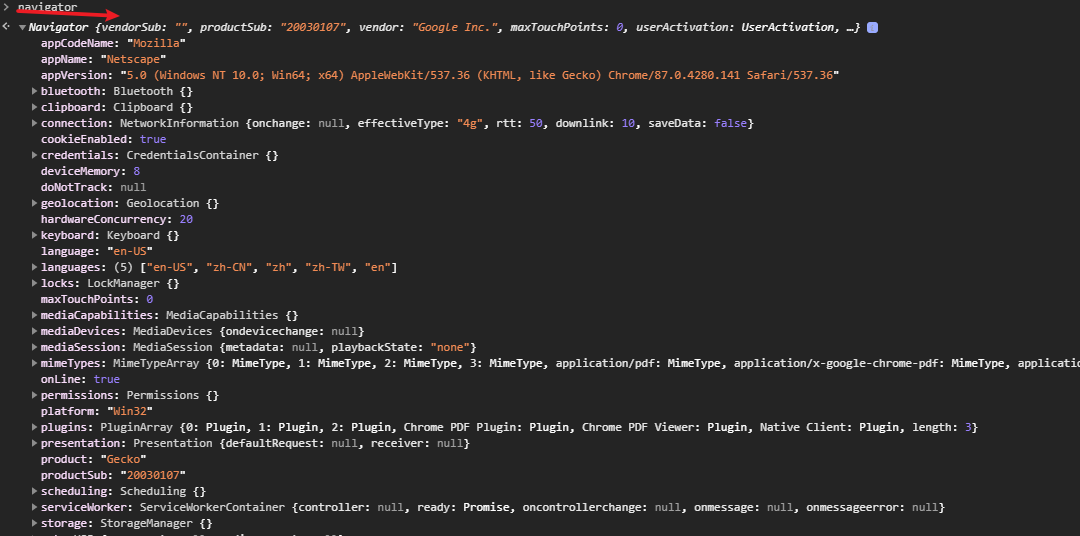 navigator
Navigator {vendorSub: "", productSub: "20030107", vendor: "Google Inc.", maxTouchPoints: 0, userActivation: UserActivation, …}
appCodeName: "Mozilla"
appName: "Netscape"
appVersion: "5.0 (Windows NT 10.0; Win64; x64) AppleWebKit/537.36 (KHTML, like Gecko) Chrome/87.0.4280.141 Safari/537.36"
bluetooth: Bluetooth {}
clipboard: Clipboard {}
connection: NetworkInformation {onchange: null, effectiveType: "4g", rtt: 50, downlink: 10, saveData: false}
cookieEnabled: true
credentials: CredentialsContainer {}
deviceMemory: 8
doNotTrack: null
geolocation: Geolocation {}
hardwareConcurrency: 20
keyboard: Keyboard {}
language: "en-US"
languages: (5) ["en-US", "zh-CN", "zh", "zh-TW", "en"]
locks: LockManager {}
maxTouchPoints: 0
mediaCapabilities: MediaCapabilities {}
mediaDevices: MediaDevices {ondevicechange: null}
mediaSession: MediaSession {metadata: null, playbackState: "none"}
mimeTypes: MimeTypeArray {0: MimeType, 1: MimeType, 2: MimeType, 3: MimeType, application/pdf: MimeType, application/x-google-chrome-pdf: MimeType, applicatio
onLine: true
permissions: Permissions {}
platform: "Win32"
plugins: PluginArray {0: Plugin, 1: Plugin, 2: Plugin, Chrome PDF Plugin: Plugin, Chrome PDF Viewer: Plugin, Native Client: Plugin, length: 3}
presentation: Presentation {defaultRequest: null, receiver: null}
product: "Gecko"
productSub: "20030107"
scheduling: Scheduling {}
serviceWorker: ServiceWorkerContainer {controller: null, ready: Promise, oncontrollerchange: null, onmessage: null, onmessageerror: null}
storage: StorageManager {}